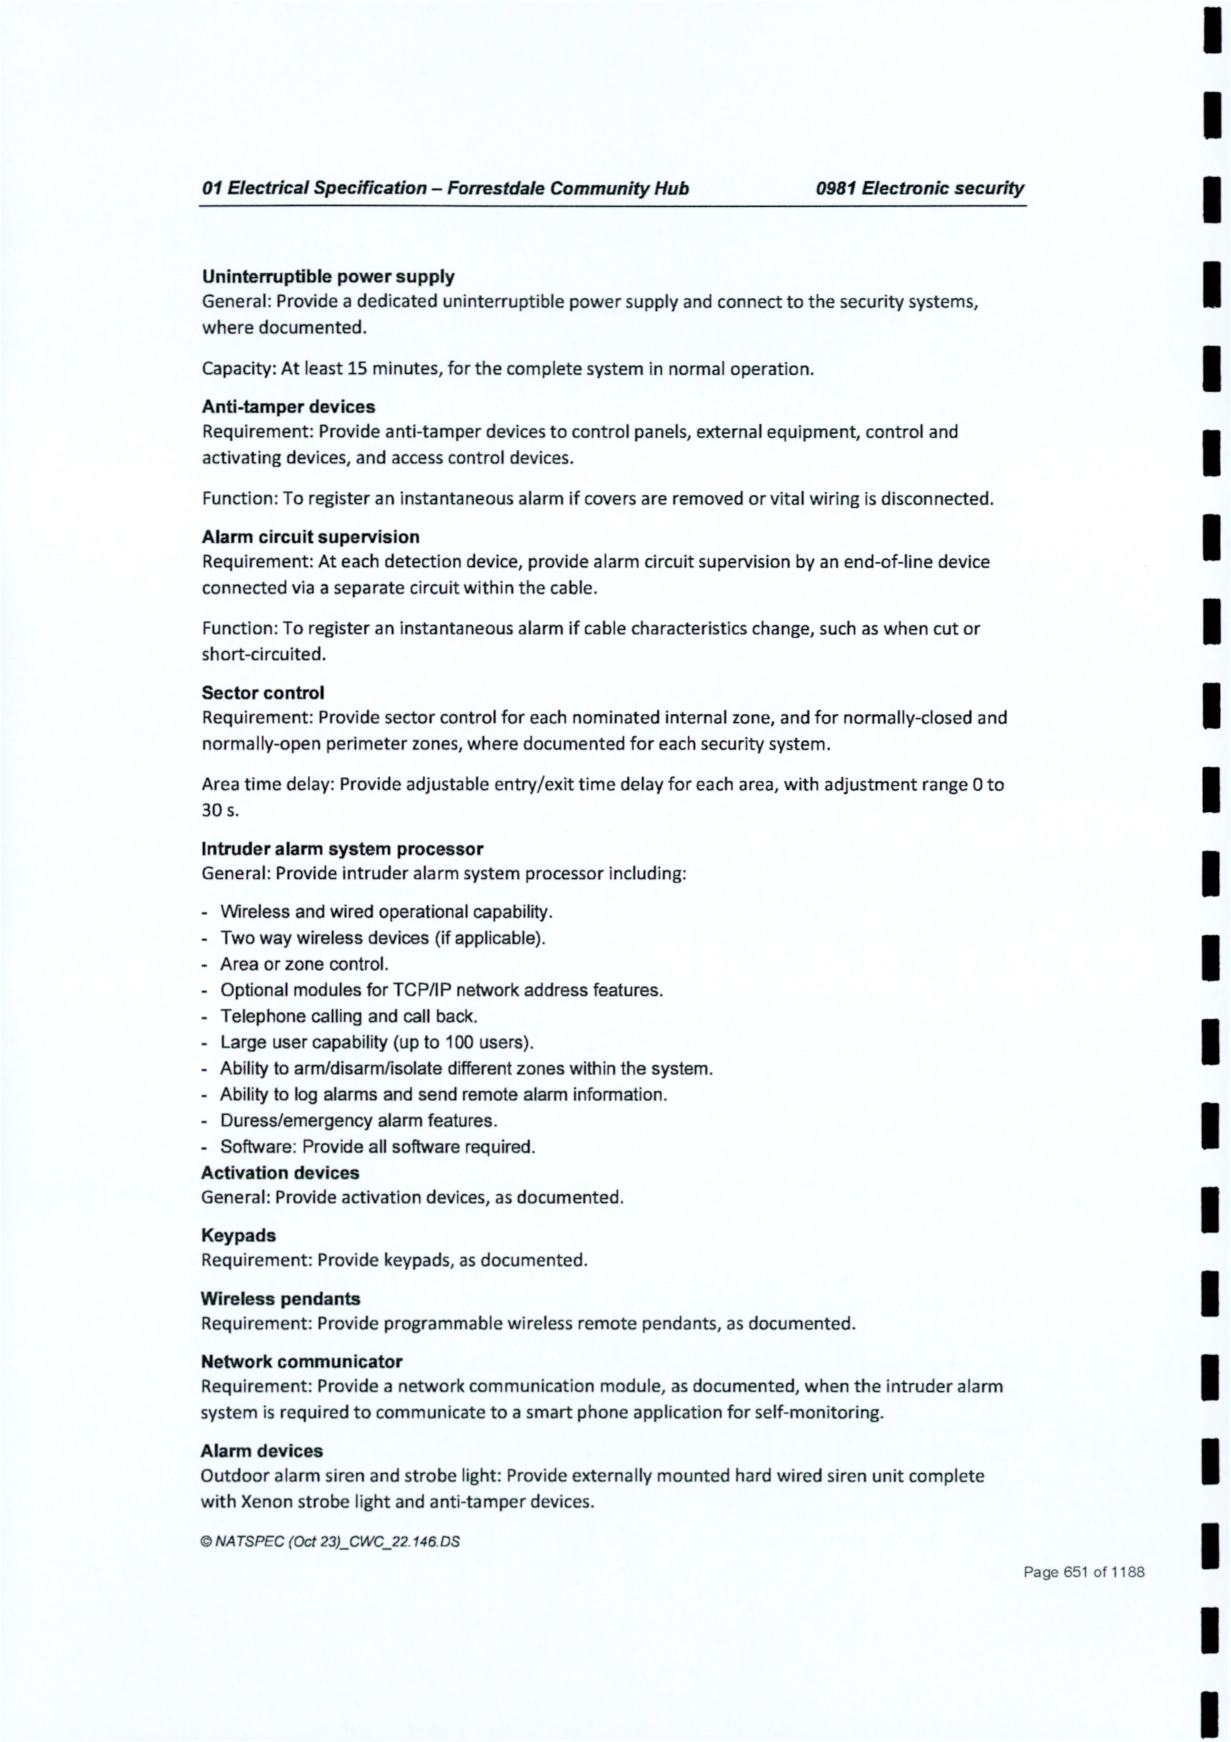 01 Electrical Specification – Forrestdale Community Hub 0981 Electronic security
Uninterruptible power supply
General: Provide a dedicated uninterruptible power supply and connect to the security systems,
where documented.
Capacity: At least 15 minutes, for the complete system in normal operation.
Anti-tamper devices
Requirement: Provide anti-tamper devices to control panels, external equipment, control and
activating devices, and access control devices.
Function: To register an instantaneous alarm if covers are removed or vital wiring is disconnected.
Alarm circuit supervision
Requirement: At each detection device, provide alarm circuit supervision by an end-of-line device
connected via a separate circuit within the cable.
Function: To register an instantaneous alarm if cable characteristics change, such as when cut or
short-circuited.
Sector control
Requirement: Provide sector control for each nominated internal zone, and for normally-closed and
normally-open perimeter zones, where documented for each security system.
Area time delay: Provide adjustable entry/exit time delay for each area, with adjustment range 0 to
30 s.
Intruder alarm system processor
General: Provide intruder alarm system processor including:
- Wireless and wired operational capability.
- Two way wireless devices (if applicable).
- Area or zone control.
- Optional modules for TCP/IP network address features.
- Telephone calling and call back.
- Large user capability (up to 100 users).
- Ability to arm/disarm/isolate different zones within the system.
- Ability to log alarms and send remote alarm information.
- Duress/emergency alarm features.
- Software: Provide all software required.
Activation devices
General: Provide activation devices, as documented.
Keypads
Requirement: Provide keypads, as documented.
Wireless pendants
Requirement: Provide programmable wireless remote pendants, as documented.
Network communicator
Requirement: Provide a network communication module, as documented, when the intruder alarm
system is required to communicate to a smart phone application for self-monitoring.
Alarm devices
Outdoor alarm siren and strobe light: Provide externally mounted hard wired siren unit complete
with Xenon strobe light and anti-tamper devices.
© NATSPEC (Oct 23)_CWC_22.146.DS
Page 651 of 1188